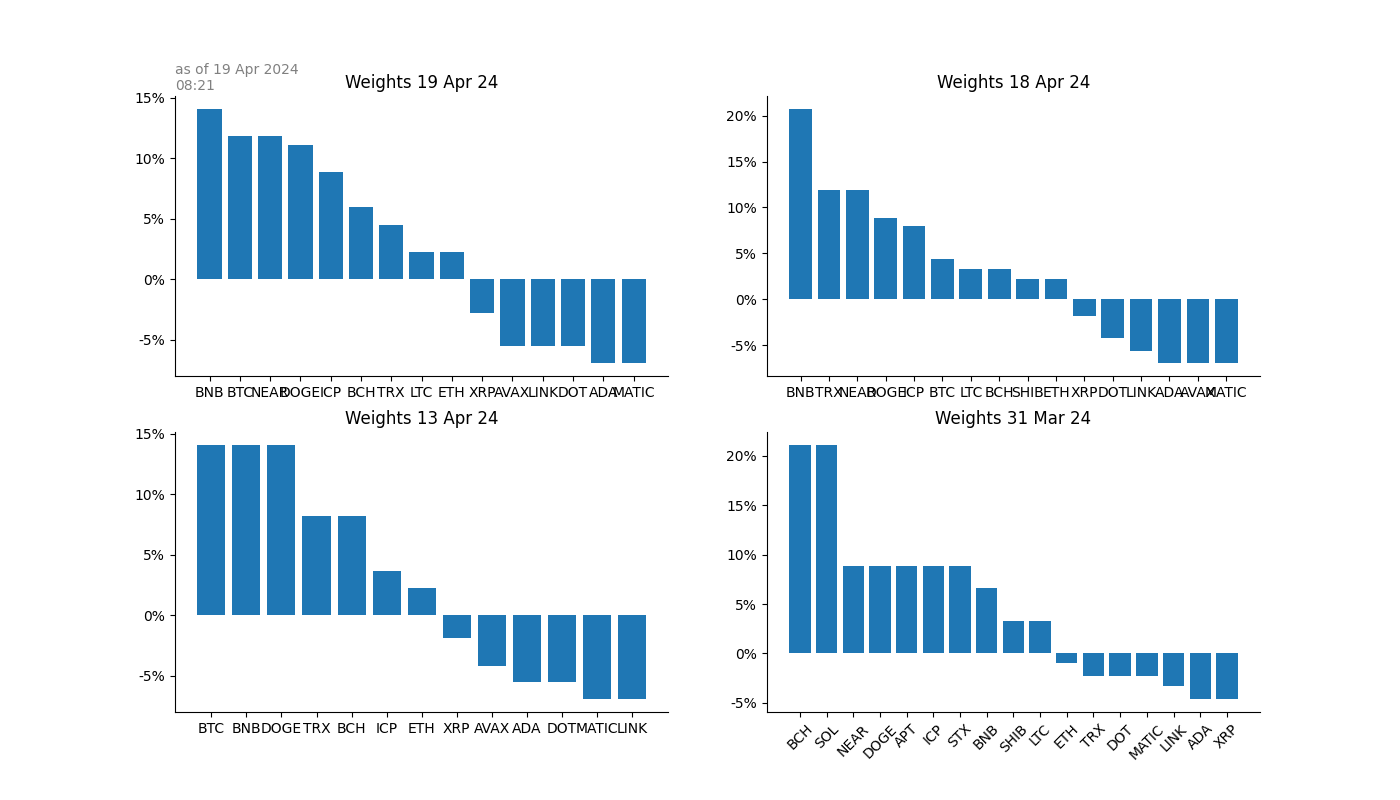 as of 19 Apr 2024
08:21
Weights 19 Apr 24
15%
10%
5%
0%
-5%
BNB BTC NEAR DOGE ICP BCH TRX LTC ETH XRP AVAX LINK DOT ADA MATIC
Weights 18 Apr 24
20%
15%
10%
5%
0%
-5%
BNB TRX NEAR DOGE ICP BTC LTC BCH SHIB ETH XRP DOT LINK ADA AVAX MATIC
Weights 13 Apr 24
15%
10%
5%
0%
-5%
BTC BNB DOGE TRX BCH ICP ETH XRP AVAX ADA DOT MATIC LINK
Weights 31 Mar 24
20%
15%
10%
5%
0%
-5%
BCH SOL NEAR DOGE APT ICP STX BNB SHIB LTC ETH TRX DOT MATIC LINK ADA XRP